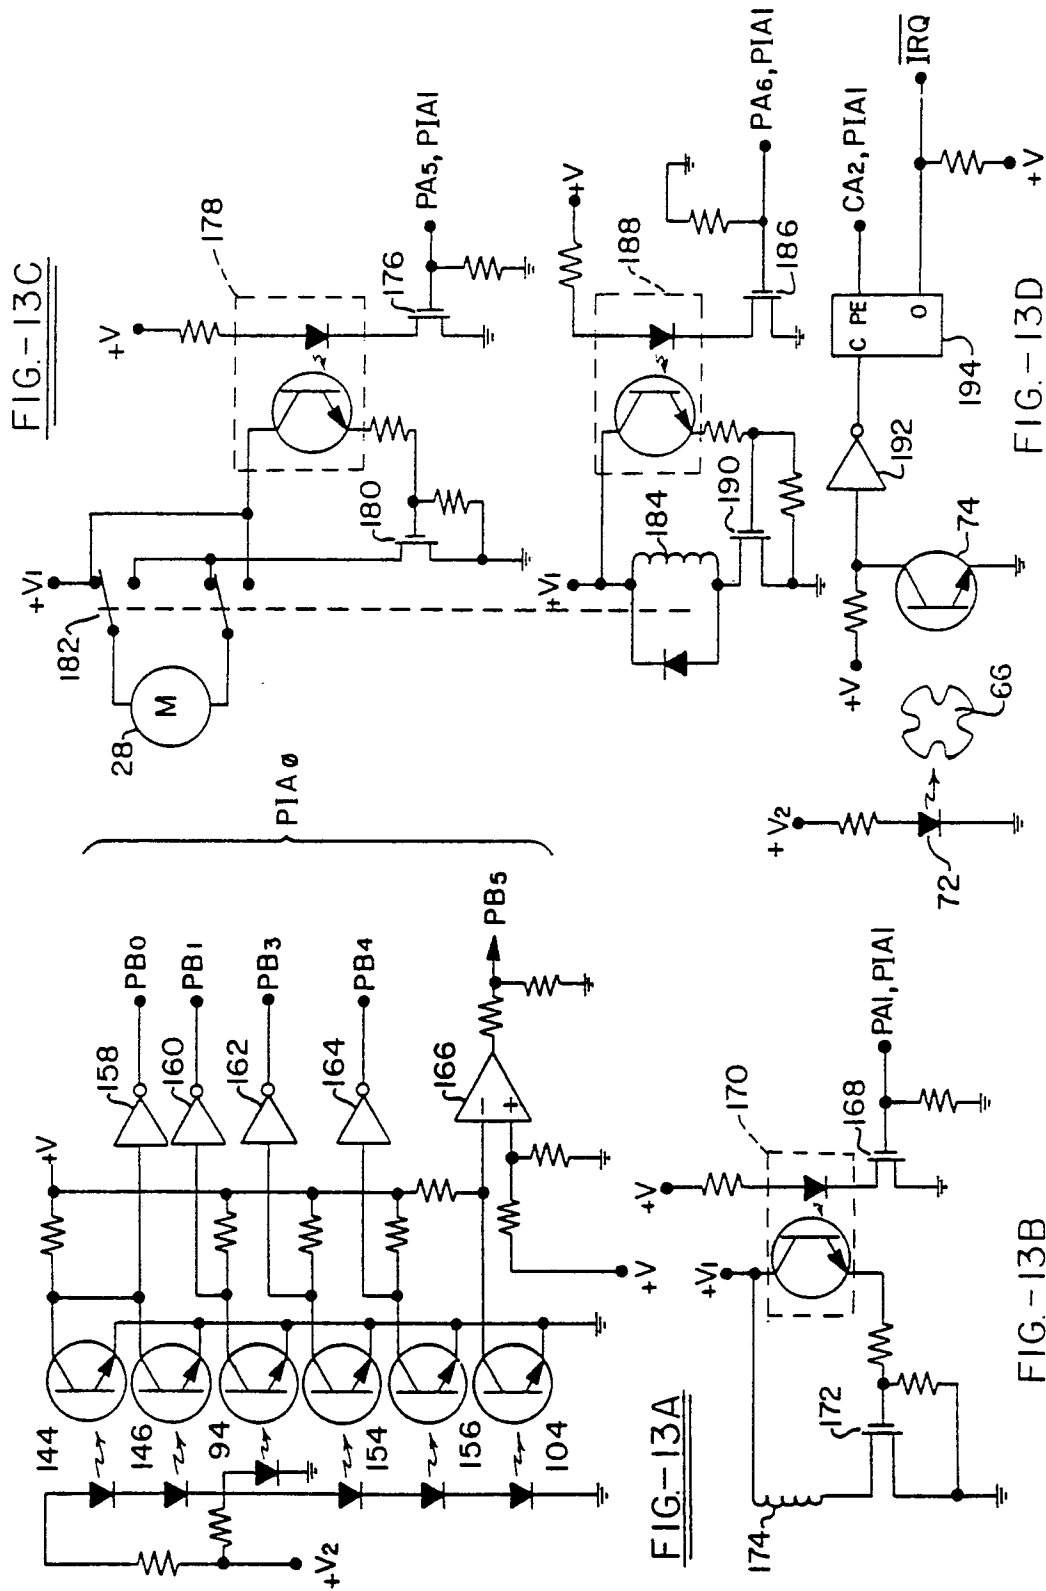 FIG.-13A
144
146
94
154
156
104
+V2
+V
158
160
162
164
166
PB0
PB1
PB3
PB4
PB5
PIAØ
−
+
+V
FIG.-13B
174
172
+V1
+V
170
168
PA1, PIA1
FIG.-13C
28
M
182
+V1
180
+V
178
176
PA5, PIA1
+V1
184
190
188
+V
186
PA6, PIA1
FIG.-13D
+V2
72
66
+V
74
192
C PE
O
194
CA2, PIA1
IRQ
+V